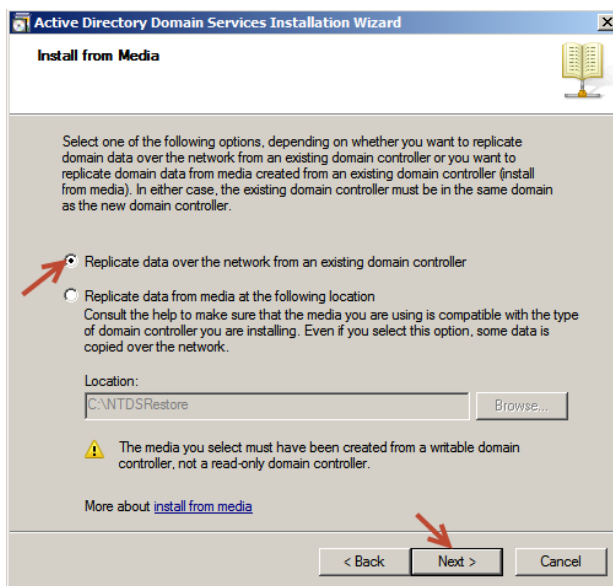 Active Directory Domain Services Installation Wizard
Install from Media
Select one of the following options, depending on whether you want to replicate
domain data over the network from an existing domain controller or you want to
replicate domain data from media created from an existing domain controller (install
from media). In either case, the existing domain controller must be in the same domain
as the new domain controller.
Replicate data over the network from an existing domain controller
Replicate data from media at the following location
Consult the help to make sure that the media you are using is compatible with the type
of domain controller you are installing. Even if you select this option, some data is
copied over the network.
Location:
C:\NTDSRestore
Browse...
The media you select must have been created from a writable domain
controller, not a read-only domain controller.
More about install from media
< Back Next > Cancel